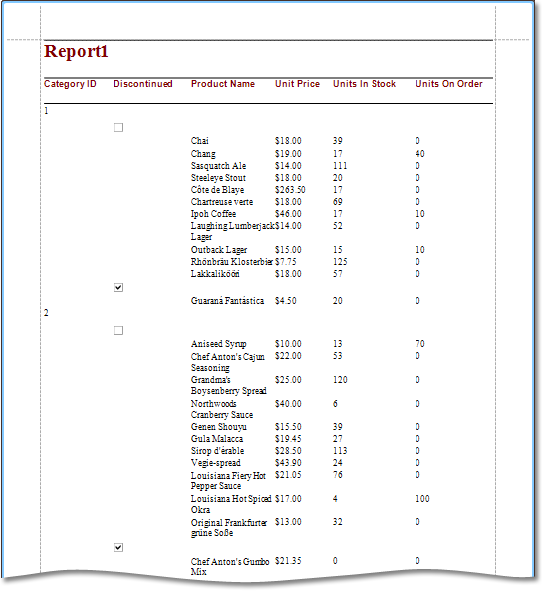 Report1
Category ID Discontinued Product Name Unit Price Units In Stock Units On Order
1
Chai $18.00 39 0
Chang $19.00 17 40
Sasquatch Ale $14.00 111 0
Steeleye Stout $18.00 20 0
Côte de Blaye $263.50 17 0
Chartreuse verte $18.00 69 0
Ipoh Coffee $46.00 17 10
Laughing Lumberjack $14.00 52 0
Lager
Outback Lager $15.00 15 10
Rhönbräu Klosterbier $7.75 125 0
Lakkalikööri $18.00 57 0
Guaraná Fantástica $4.50 20 0
2
Aniseed Syrup $10.00 13 70
Chef Anton's Cajun $22.00 53 0
Seasoning
Grandma's $25.00 120 0
Boysenberry Spread
Northwoods $40.00 6 0
Cranberry Sauce
Genen Shouyu $15.50 39 0
Gula Malacca $19.45 27 0
Sirop d'érable $28.50 113 0
Vegie-spread $43.90 24 0
Louisiana Fiery Hot $21.05 76 0
Pepper Sauce
Louisiana Hot Spiced $17.00 4 100
Okra
Original Frankfurter $13.00 32 0
grüne Soße
Chef Anton's Gumbo $21.35 0 0
Mix